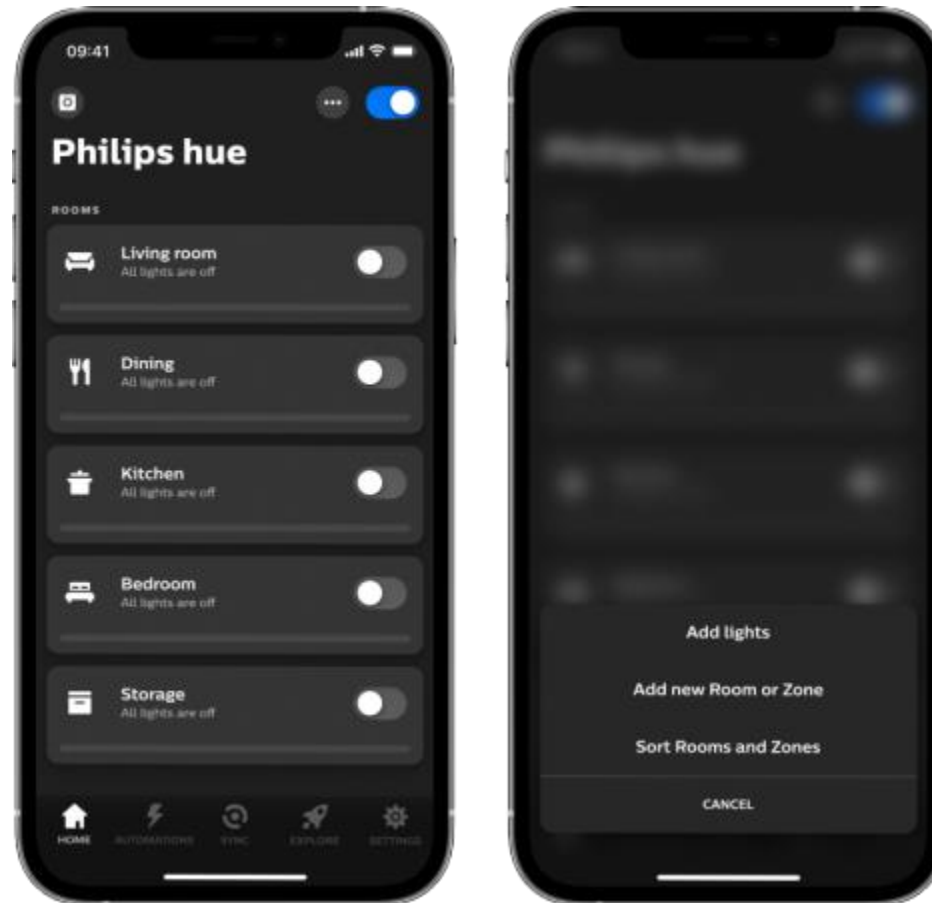 09:41
Philips hue
ROOMS
Living room
All lights are off
Dining
All lights are off
Kitchen
All lights are off
Bedroom
All lights are off
Storage
All lights are off
HOME AUTOMATIONS SYNC EXPLORE SETTINGS
Add lights
Add new Room or Zone
Sort Rooms and Zones
CANCEL